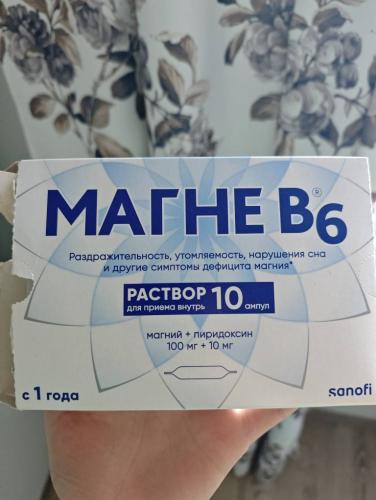 МАГНЕ B6®
Раздражительность, утомляемость, нарушения сна
и другие симптомы дефицита магния*
РАСТВОР 10 ампул
для приема внутрь
магний + пиридоксин
100 мг + 10 мг
с 1 года
sanofi